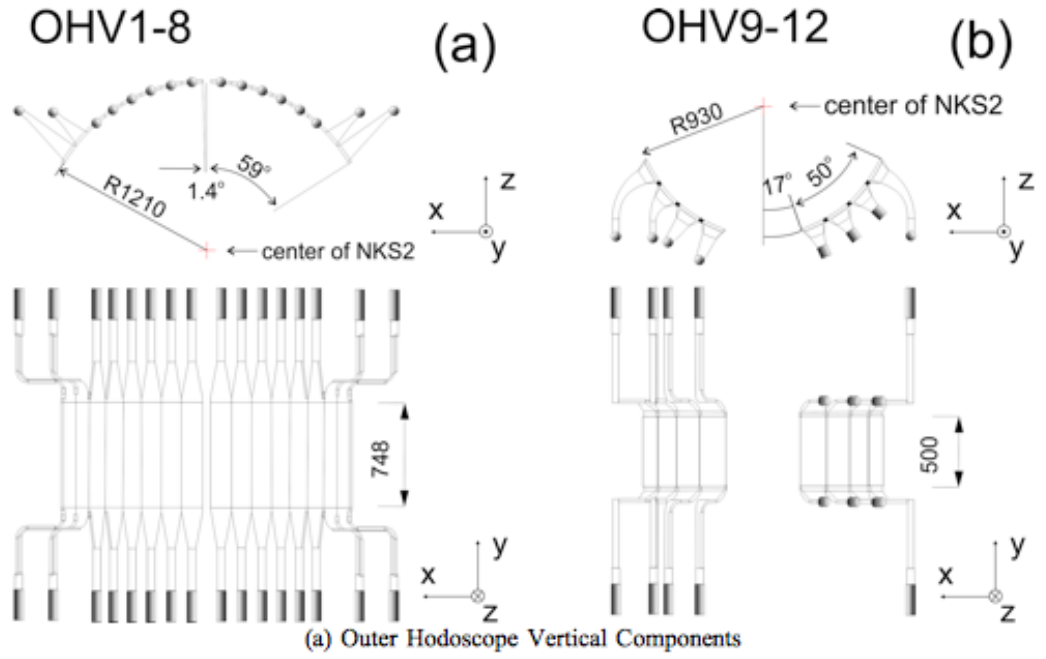 OHV1-8
(a)
R1210
1.4°
59°
center of NKS2
z
x
y
748
y
x
z
OHV9-12
(b)
center of NKS2
R930
17°
50°
z
x
y
500
y
x
z
(a) Outer Hodoscope Vertical Components